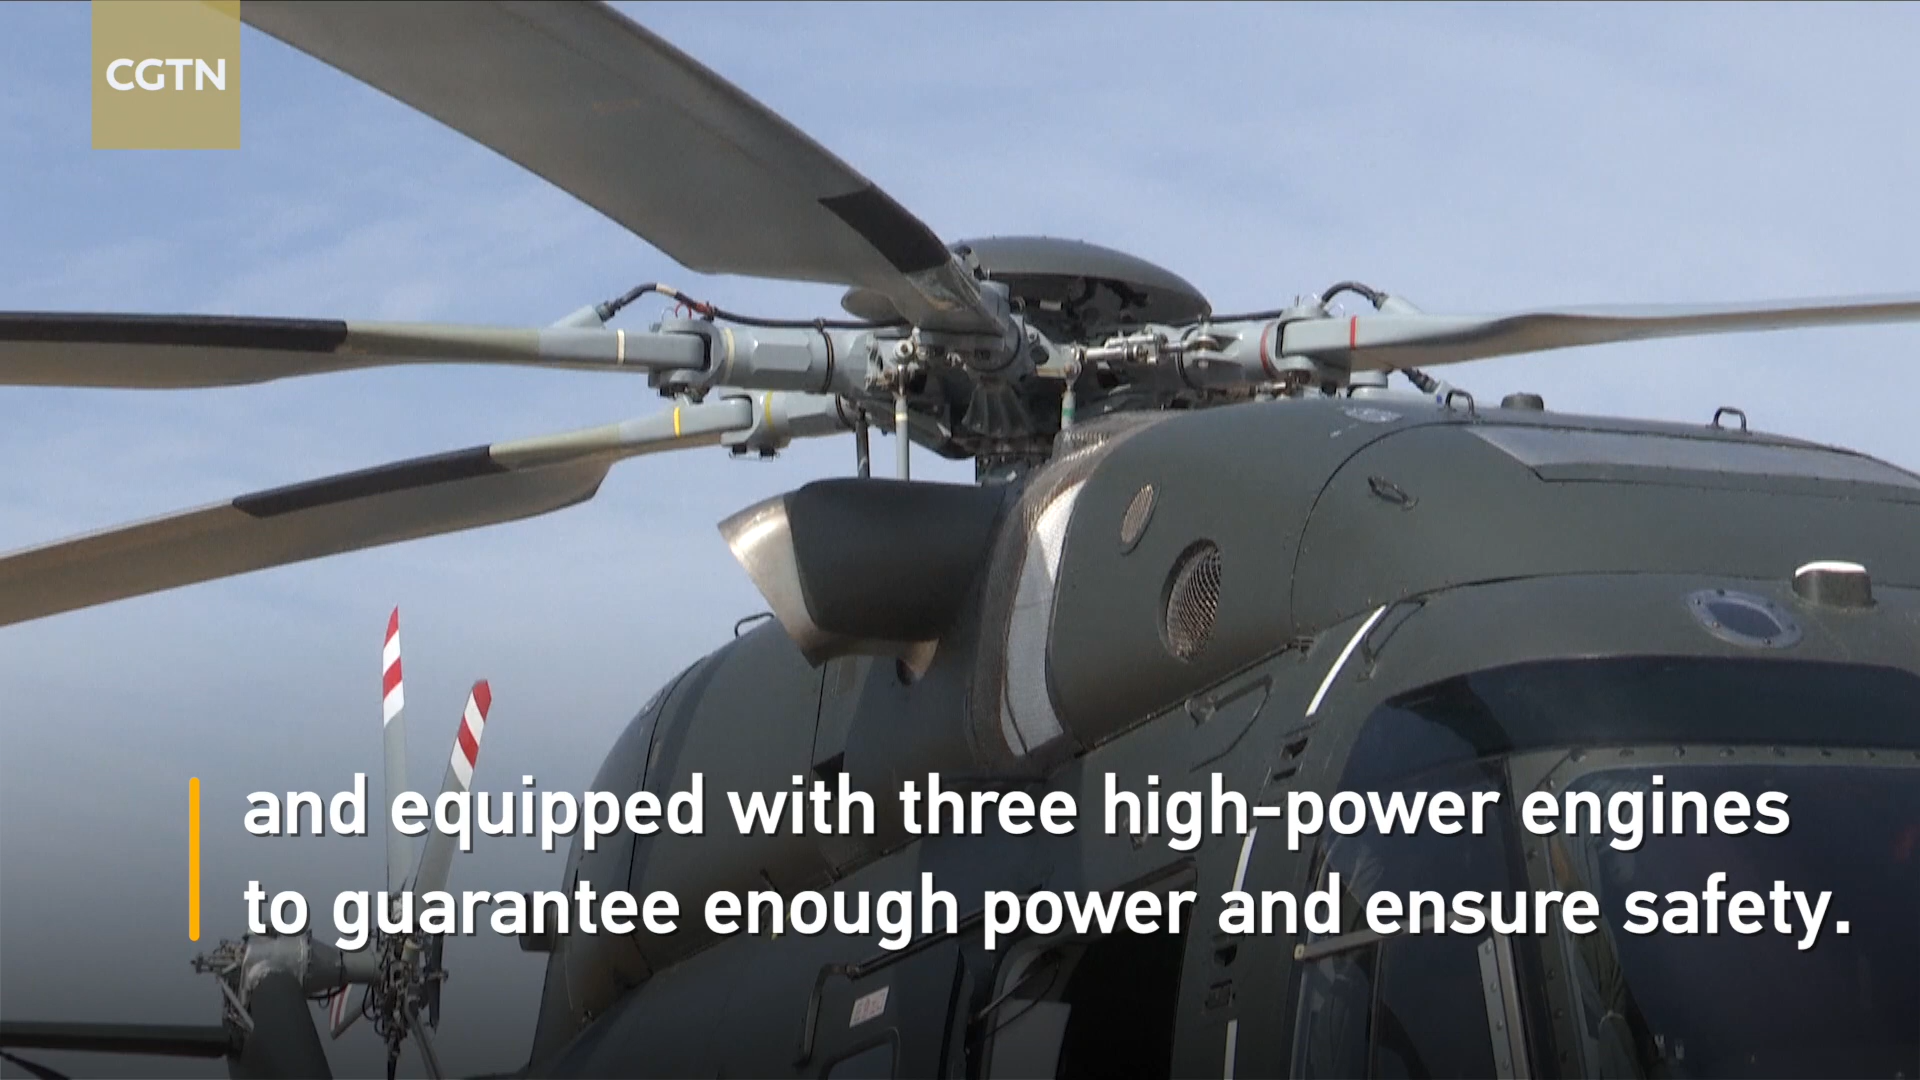 CGTN
and equipped with three high-power engines
to guarantee enough power and ensure safety.